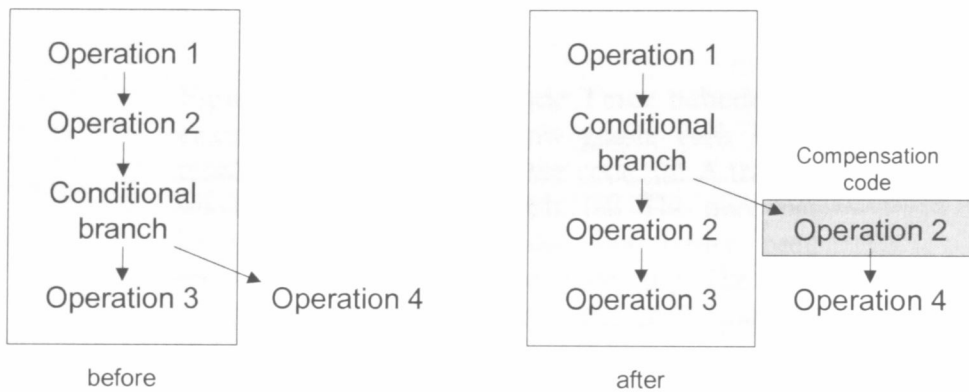 Operation 1
Operation 2
Conditional
branch
Operation 3
Operation 4
before
Operation 1
Conditional
branch
Operation 2
Operation 3
Compensation
code
Operation 2
Operation 4
after